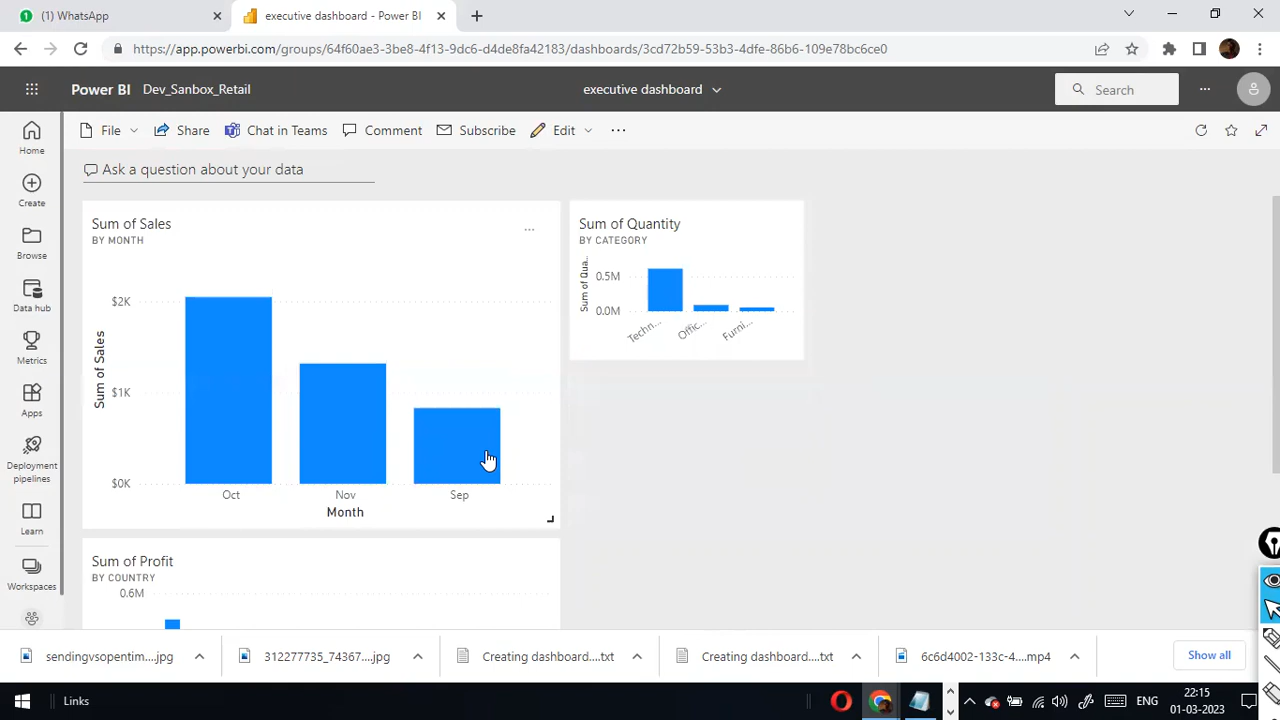 (1) WhatsApp
executive dashboard - Power BI
https://app.powerbi.com/groups/64f60ae3-3be8-4f13-9dc6-d4de8fa42183/dashboards/3cd72b59-53b3-4dfe-86b6-109e78bc6ce0
Power BI Dev_Sanbox_Retail
executive dashboard
Search
File
Share
Chat in Teams
Comment
Subscribe
Edit
Home
Create
Browse
Data hub
Metrics
Apps
Deployment
pipelines
Learn
Workspaces
Ask a question about your data
Sum of Sales
BY MONTH
Sum of Sales
$2K
$1K
$0K
Oct
Nov
Sep
Month
Sum of Quantity
BY CATEGORY
Sum of Qua..
0.5M
0.0M
Techn...
Offic...
Furni...
Sum of Profit
BY COUNTRY
0.6M
sendingvsopentim....jpg
312277735_74367....jpg
Creating dashboard....txt
Creating dashboard....txt
6c6d4002-133c-4....mp4
Show all
Links
ENG
22:15
01-03-2023